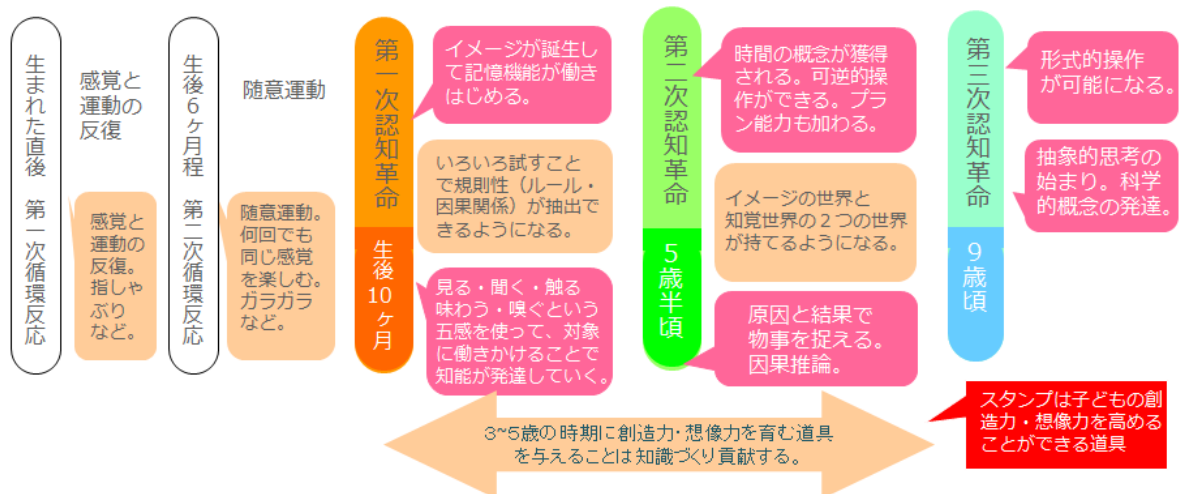 生まれた直後 第一次循環反応
感覚と
運動の
反復
感覚と
運動の
反復。
指しゃ
ぶり
など。
生後6ヶ月程 第二次循環反応
随意運動
随意運動。
何回でも
同じ感覚
を楽しむ。
ガラガラ
など。
第一次認知革命
生後10ヶ月
イメージが誕生し
て記憶機能が働き
はじめる。
いろいろ試すこと
で規則性（ルール・
因果関係）が抽出で
きるようになる。
見る・聞く・触る
味わう・嗅ぐという
五感を使って、対象
に働きかけることで
知能が発達していく。
第二次認知革命
5歳半頃
時間の概念が獲得
される。可逆的操
作ができる。プラ
ン能力も加わる。
イメージの世界と
知覚世界の２つの世界
が持てるようになる。
原因と結果で
物事を捉える。
因果推論。
第三次認知革命
9歳頃
形式的操作
が可能になる。
抽象的思考の
始まり。科学
的概念の発達。
3~5歳の時期に創造力・想像力を育む道具
を与えることは知識づくり貢献する。
スタンプは子どもの創
造力・想像力を高める
ことができる道具